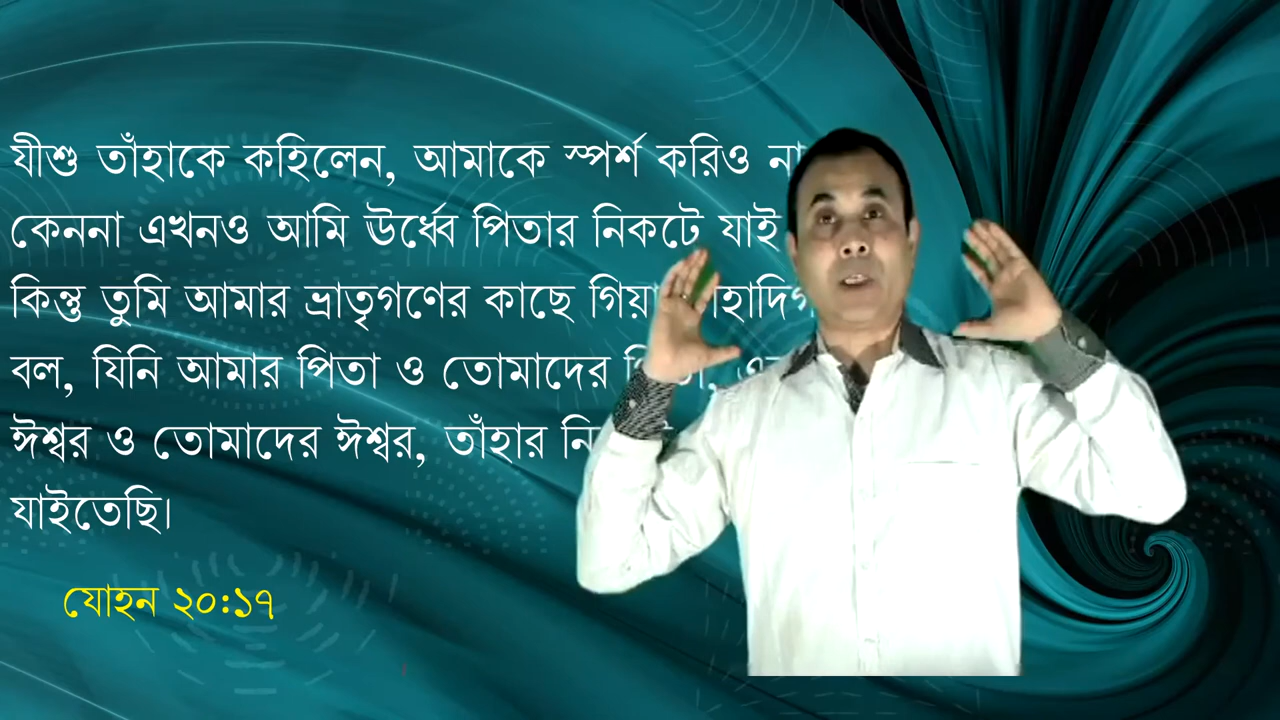 যীশু তাঁহাকে কহিলেন, আমাকে স্পর্শ করিও না
কেননা এখনও আমি ঊর্ধ্বে পিতার নিকটে যাই
কিন্তু তুমি আমার ভ্রাতৃগণের কাছে গিয়া
বল, যিনি আমার পিতা ও তোমাদের
ঈশ্বর ও তোমাদের ঈশ্বর, তাঁহার
যাইতেছি।
যোহন ২০:১৭